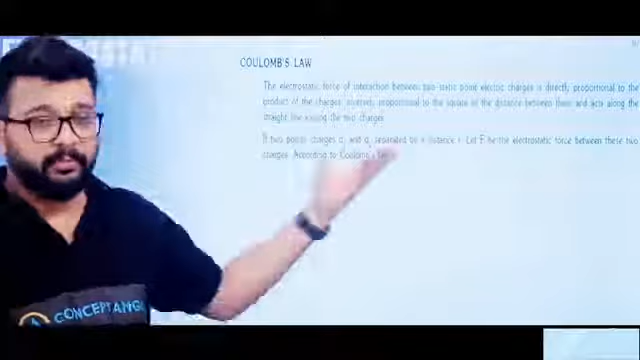 COULOMB'S LAW
The electrostatic force of interaction between two static point electric charges is directly proportional to the
product of the charges, inversely proportional to the square of the distance between them and acts along the
straight line joining the two charges.
If two points charges q₁ and q₂ separated by a distance r. Let F be the electrostatic force between these two
charges. According to Coulomb's law
CONCEPTANG